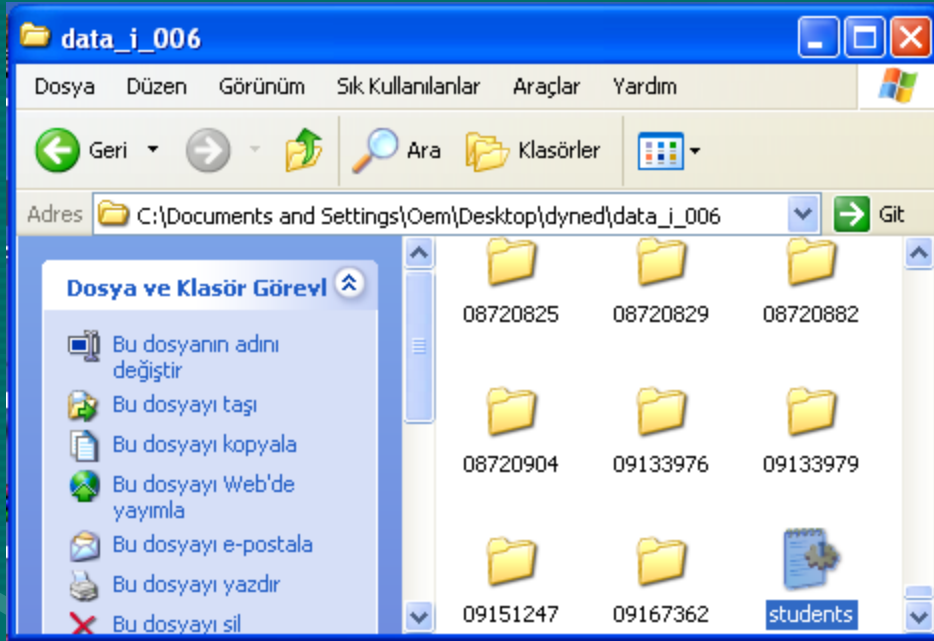 data_i_006
Dosya Düzen Görünüm Sık Kullanılanlar Araçlar Yardım
Geri Ara Klasörler
Adres C:\Documents and Settings\Oem\Desktop\dyned\data_i_006 Git
Dosya ve Klasör Görevl
Bu dosyanın adını
değiştir
Bu dosyayı taşı
Bu dosyayı kopyala
Bu dosyayı Web'de
yayımla
Bu dosyayı e-postala
Bu dosyayı yazdır
Bu dosyayı sil
08720825 08720829 08720882
08720904 09133976 09133979
09151247 09167362 students